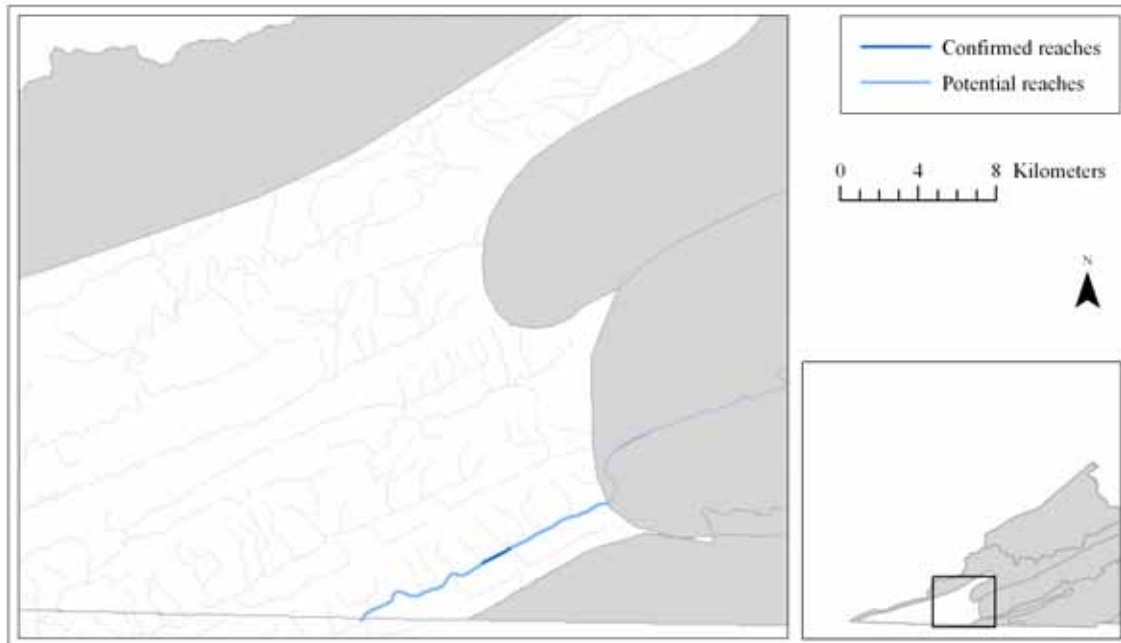 Confirmed reaches
Potential reaches
0 4 8 Kilometers
N